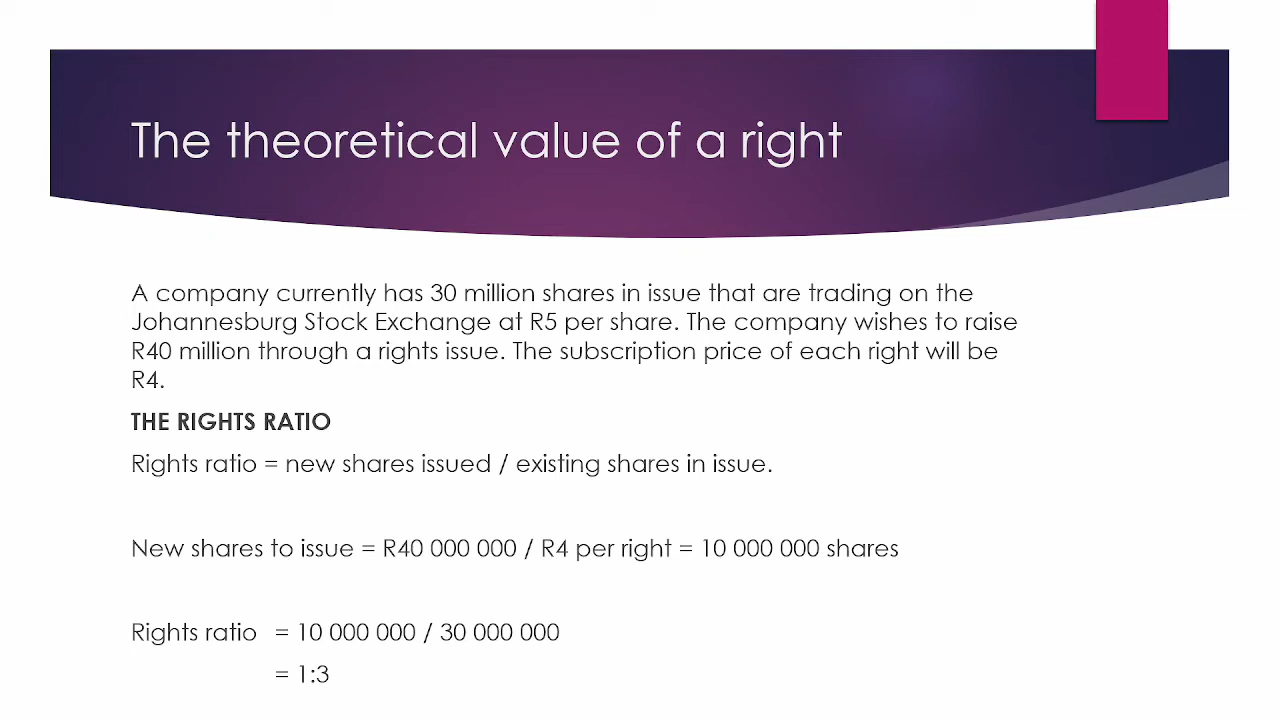 The theoretical value of a right
A company currently has 30 million shares in issue that are trading on the
Johannesburg Stock Exchange at R5 per share. The company wishes to raise
R40 million through a rights issue. The subscription price of each right will be
R4.
THE RIGHTS RATIO
Rights ratio = new shares issued / existing shares in issue.
New shares to issue = R40 000 000 / R4 per right = 10 000 000 shares
Rights ratio = 10 000 000 / 30 000 000
= 1:3